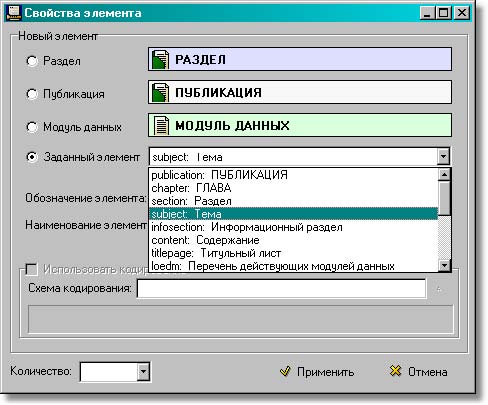 Свойства элемента
Новый элемент
Раздел
РАЗДЕЛ
Публикация
ПУБЛИКАЦИЯ
Модуль данных
МОДУЛЬ ДАННЫХ
Заданный элемент
subject: Тема
publication: ПУБЛИКАЦИЯ
chapter: ГЛАВА
section: Раздел
subject: Тема
infosection: Информационный раздел
content: Содержание
titlepage: Титульный лист
loedm: Перечень действующих модулей данных
Обозначение элемента:
Наименование элемент
Использовать кодиро
Схема кодирования:
Количество:
Применить
Отмена